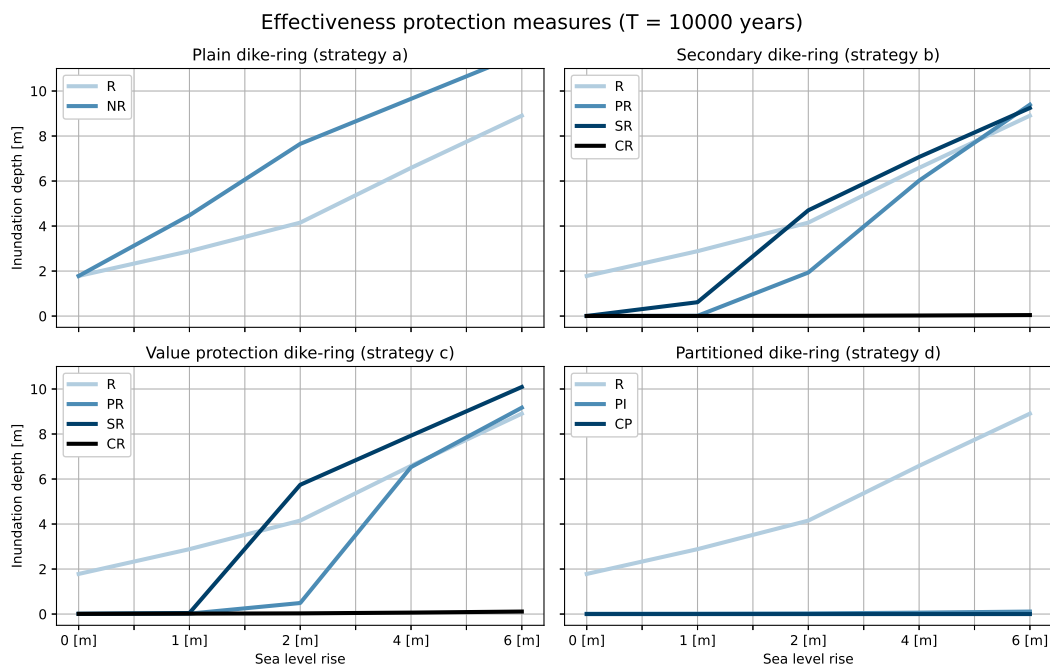 Effectiveness protection measures (T = 10000 years)
Plain dike-ring (strategy a)
Inundation depth [m]
10
8
6
4
2
0
R
NR
Secondary dike-ring (strategy b)
R
PR
SR
CR
Value protection dike-ring (strategy c)
Inundation depth [m]
10
8
6
4
2
0
R
PR
SR
CR
0 [m] 1 [m] 2 [m] 4 [m] 6 [m]
Sea level rise
Partitioned dike-ring (strategy d)
R
PI
CP
0 [m] 1 [m] 2 [m] 4 [m] 6 [m]
Sea level rise